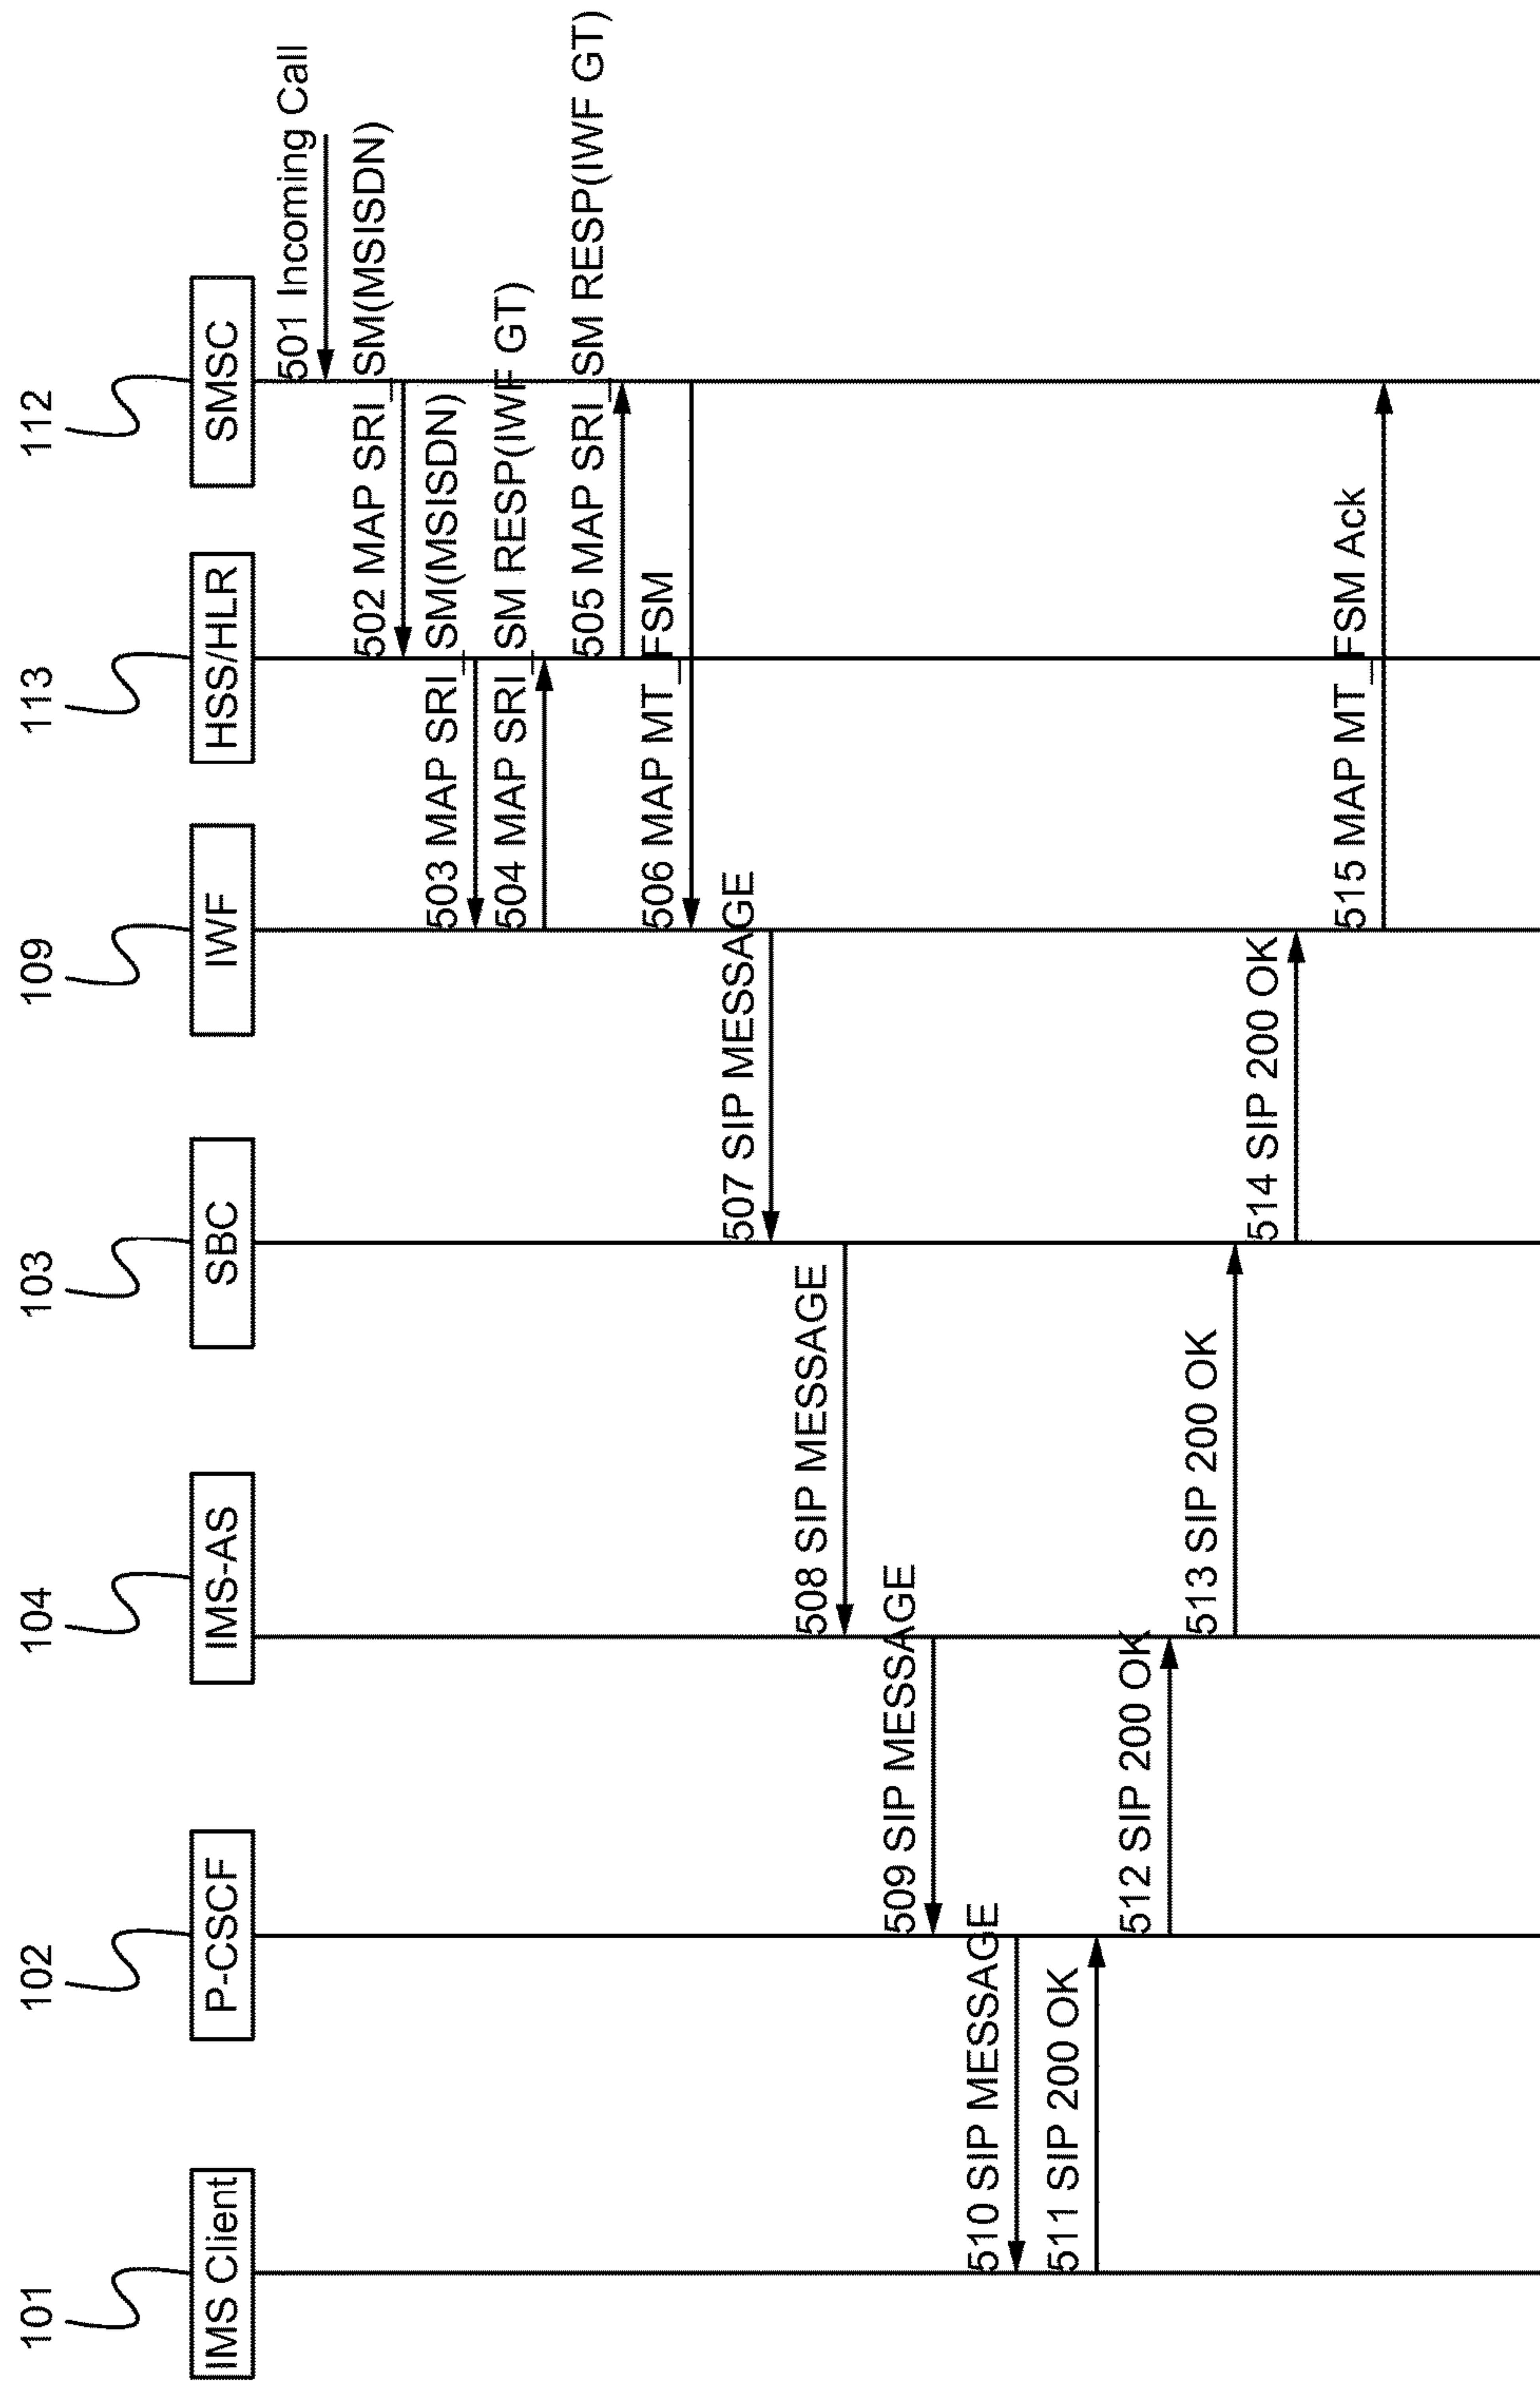 101
102
104
103
109
113
112
IMS Client
P-CSCF
IMS-AS
SBC
IWF
HSS/HLR
SMSC
501 Incoming Call
502 MAP SRI_SM(MSISDN)
503 MAP SRI_SM(MSISDN)
504 MAP SRI_SM RESP(IWF GT)
505 MAP SRI_SM RESP(IWF GT)
506 MAP MT_FSM
507 SIP MESSAGE
508 SIP MESSAGE
509 SIP MESSAGE
510 SIP MESSAGE
511 SIP 200 OK
512 SIP 200 OK
513 SIP 200 OK
514 SIP 200 OK
515 MAP MT_FSM Ack